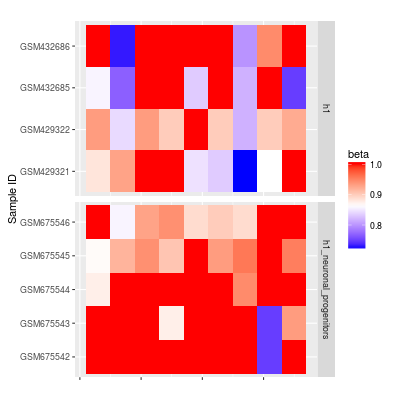 GSM432686
GSM432685
GSM429322
GSM429321
h1
GSM675546
GSM675545
GSM675544
GSM675543
GSM675542
h1_neuronal_progenitors
Sample ID
beta
1.0
0.9
0.8